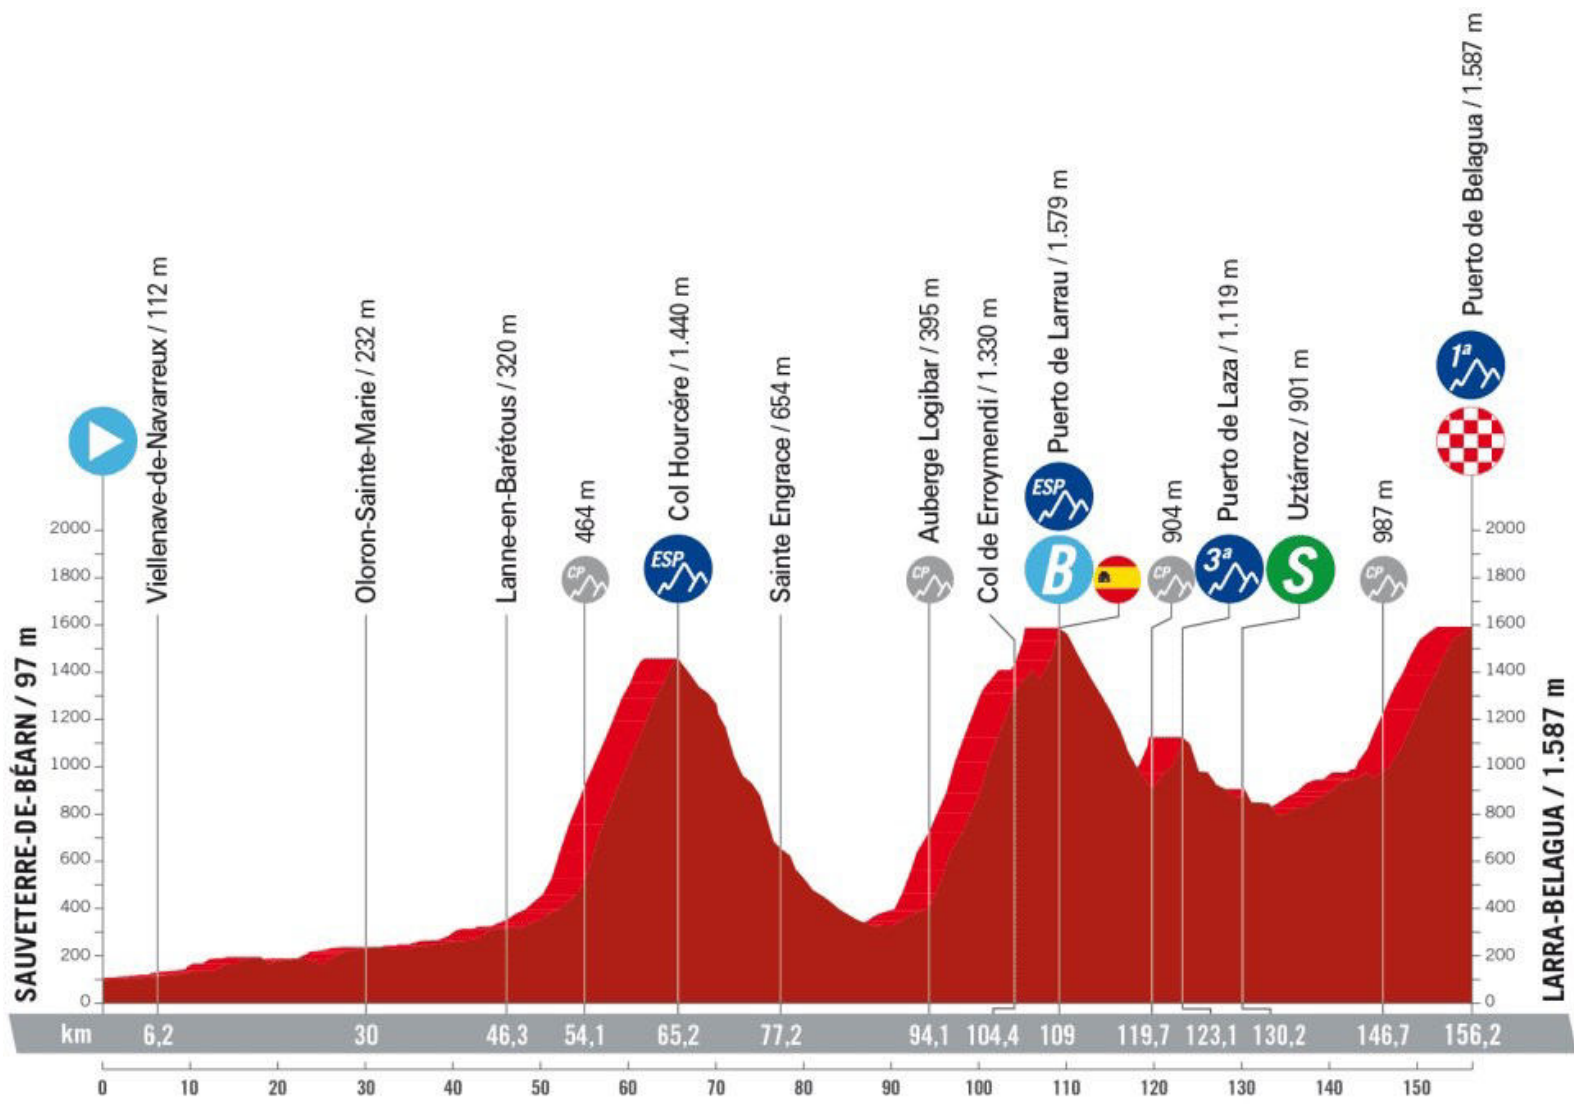 Viellenave-de-Navarreux / 112 m
Oloron-Sainte-Marie / 232 m
Lanne-en-Barétous / 320 m
464 m
CP
Col Hourcére / 1.440 m
ESP
Sainte Engrace / 654 m
Auberge Logibar / 395 m
CP
Col de Erroymendi / 1.330 m
Puerto de Larrau / 1.579 m
ESP
B
904 m
CP
Puerto de Laza / 1.119 m
3ª
Uztárroz / 901 m
S
987 m
CP
Puerto de Belagua / 1.587 m
1ª
SAUVETERRE-DE-BÉARN / 97 m
2000
1800
1600
1400
1200
1000
800
600
400
200
0
2000
1800
1600
1400
1200
1000
800
600
400
200
0
LARRA-BELAGUA / 1.587 m
km 6,2 30 46,3 54,1 65,2 77,2 94,1 104,4 109 119,7 123,1 130,2 146,7 156,2
0 10 20 30 40 50 60 70 80 90 100 110 120 130 140 150